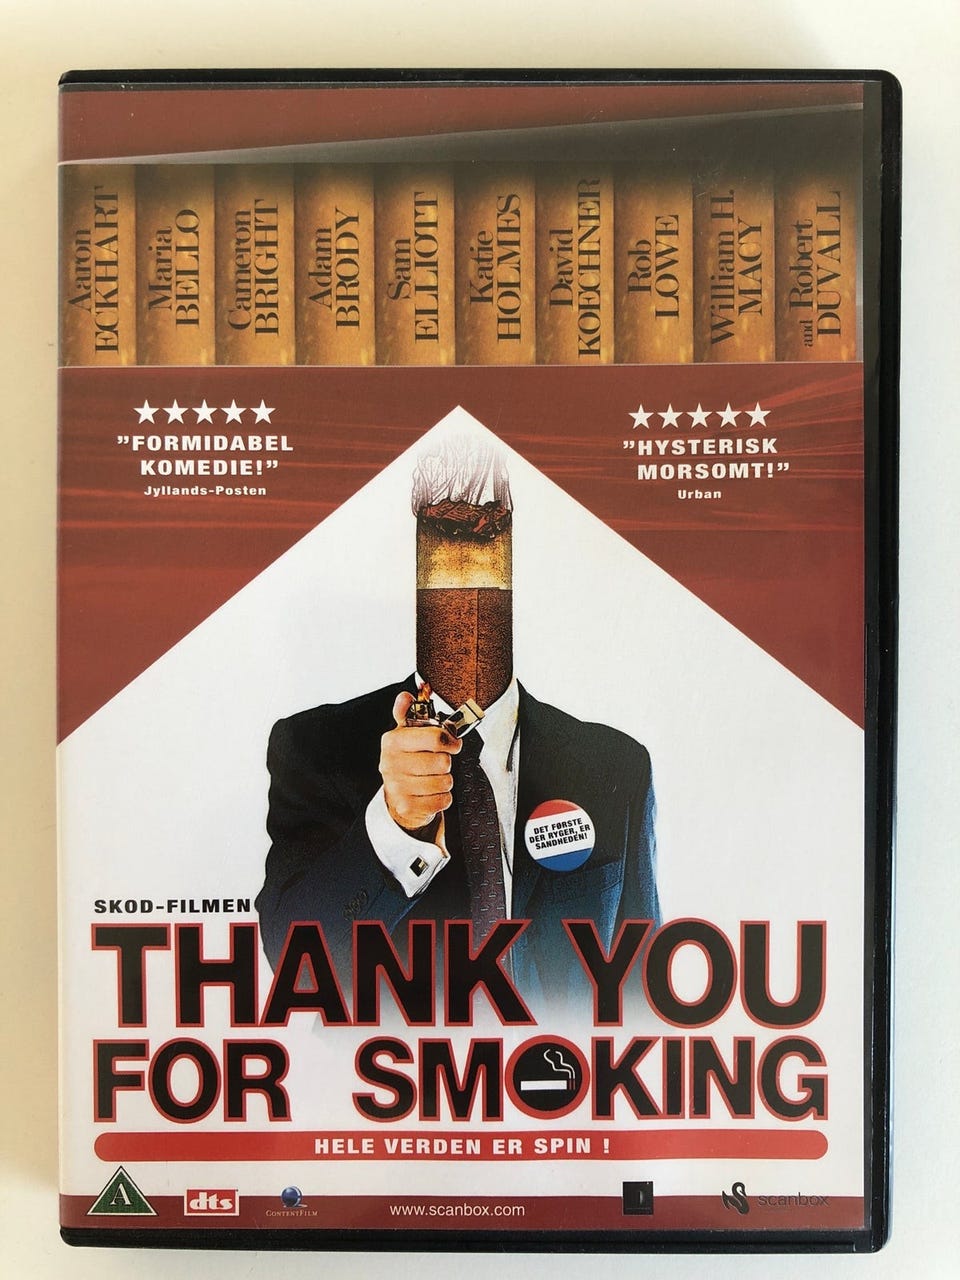 Aaron
ECKHART
Maria
BELLO
Cameron
BRIGHT
Adam
BRODY
Sam
ELLIOTT
Katie
HOLMES
David
KOECHNER
Rob
LOWE
William H.
MACY
and Robert
DUVALL
”FORMIDABEL
KOMEDIE!”
Jyllands-Posten
”HYSTERISK
MORSOMT!”
Urban
DET FØRSTE
DER RYGER, ER
SANDHEDEN!
SKOD-FILMEN
THANK YOU
FOR SMOKING
HELE VERDEN ER SPIN !
A
dts
CONTENTFILM
www.scanbox.com
D
scanbox